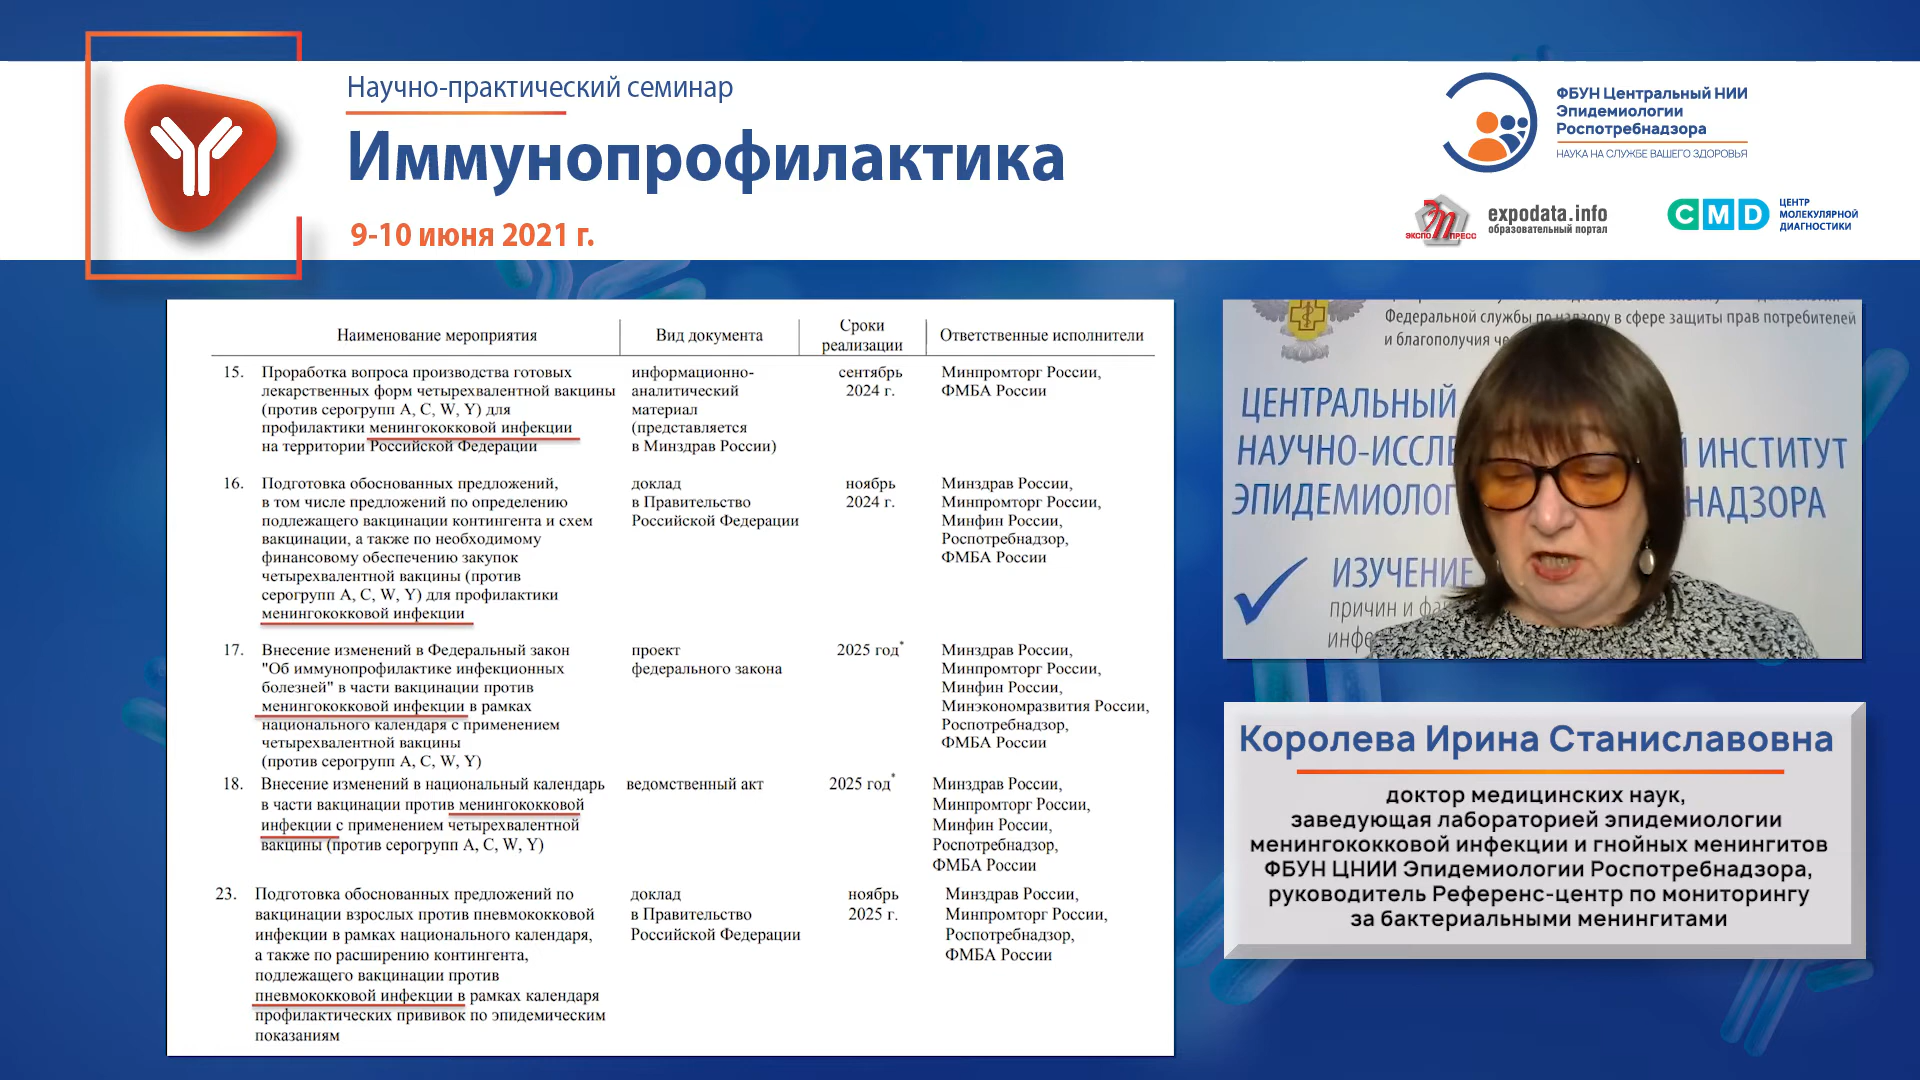 Научно-практический семинар
Иммунопрофилактика
9-10 июня 2021 г.
ФБУН Центральный НИИ
Эпидемиологии
Роспотребнадзора
НАУКА НА СЛУЖБЕ ВАШЕГО ЗДОРОВЬЯ
ЭКСПО ПРЕСС
expodata.info
образовательный портал
CMD
ЦЕНТР
МОЛЕКУЛЯРНОЙ
ДИАГНОСТИКИ
Наименование мероприятия Вид документа Сроки реализации Ответственные исполнители
15. Проработка вопроса производства готовых информационно- сентябрь Минпромторг России,
лекарственных форм четырехвалентной вакцины аналитический 2024 г. ФМБА России
(против серогрупп A, C, W, Y) для материал
профилактики менингококковой инфекции (представляется
на территории Российской Федерации в Минздрав России)
16. Подготовка обоснованных предложений, доклад ноябрь Минздрав России,
в том числе предложений по определению в Правительство 2024 г. Минпромторг России,
подлежащего вакцинации контингента и схем Российской Федерации Минфин России,
вакцинации, а также по необходимому Роспотребнадзор,
финансовому обеспечению закупок ФМБА России
четырехвалентной вакцины (против
серогрупп A, C, W, Y) для профилактики
менингококковой инфекции
17. Внесение изменений в Федеральный закон проект 2025 год* Минздрав России,
"Об иммунопрофилактике инфекционных федерального закона Минпромторг России,
болезней" в части вакцинации против Минфин России,
менингококковой инфекции в рамках Минэкономразвития России,
национального календаря с применением Роспотребнадзор,
четырехвалентной вакцины ФМБА России
(против серогрупп A, C, W, Y)
18. Внесение изменений в национальный календарь ведомственный акт 2025 год* Минздрав России,
в части вакцинации против менингококковой Минпромторг России,
инфекции с применением четырехвалентной Минфин России,
вакцины (против серогрупп A, C, W, Y) Роспотребнадзор,
ФМБА России
23. Подготовка обоснованных предложений по доклад ноябрь Минздрав России,
вакцинации взрослых против пневмококковой в Правительство 2025 г. Минпромторг России,
инфекции в рамках национального календаря, Российской Федерации Роспотребнадзор,
а также по расширению контингента, ФМБА России
подлежащего вакцинации против
пневмококковой инфекции в рамках календаря
профилактических прививок по эпидемическим
показаниям
Федеральной службы по надзору в сфере защиты прав потребителей
и благополучия
ЦЕНТРАЛЬНЫЙ
ИНСТИТУТ
ИЗУЧЕНИЕ
причин и
Королева Ирина Станиславовна
доктор медицинских наук,
заведующая лабораторией эпидемиологии
менингококковой инфекции и гнойных менингитов
ФБУН ЦНИИ Эпидемиологии Роспотребнадзора,
руководитель Референс-центр по мониторингу
за бактериальными менингитами